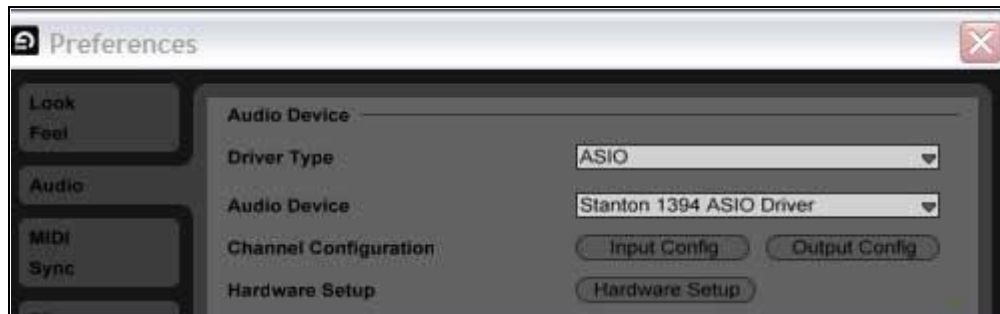 Preferences
Look
Feel
Audio
MIDI
Sync
Audio Device
Driver Type ASIO
Audio Device Stanton 1394 ASIO Driver
Channel Configuration Input Config Output Config
Hardware Setup Hardware Setup